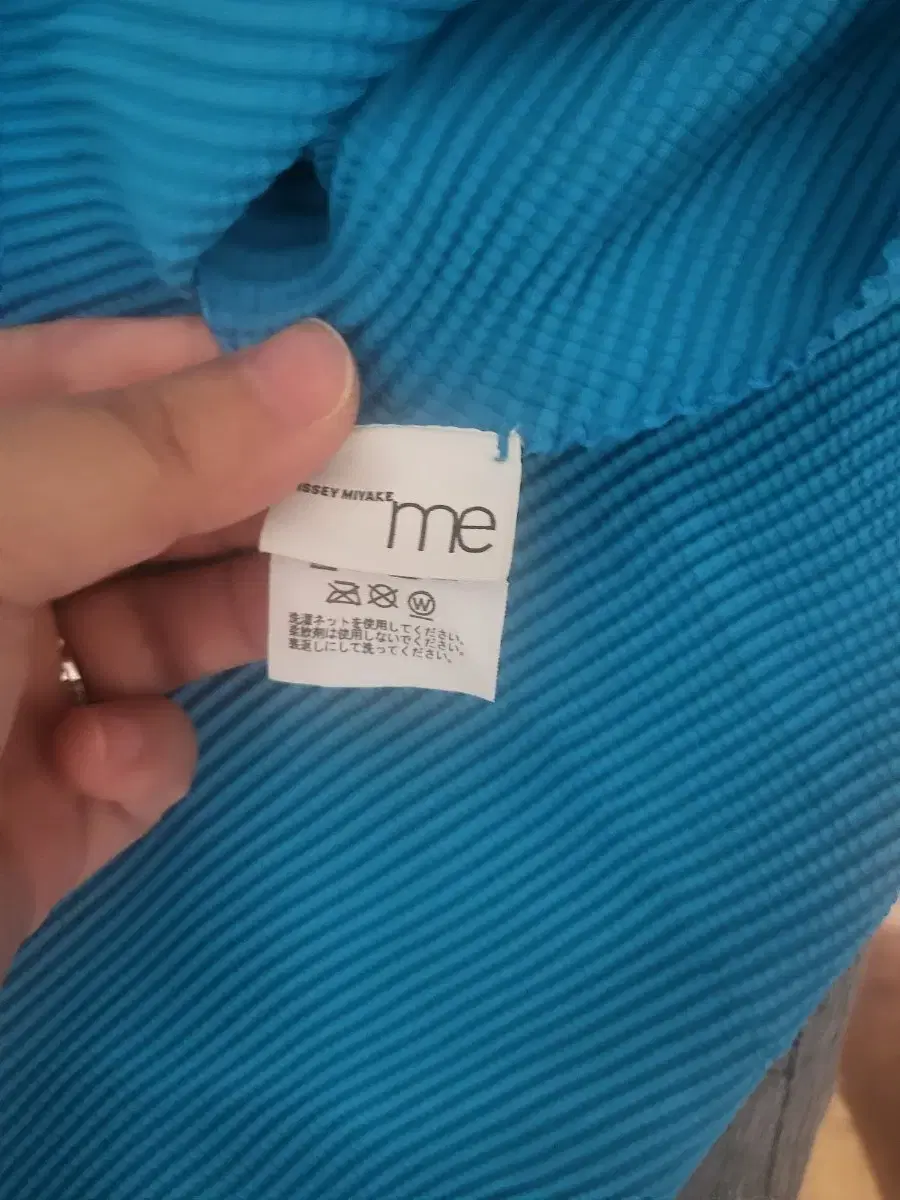 ISSEY MIYAKE
me
W
洗濯ネットを使用してください。
柔軟剤は使用しないでください。
裏返しにして洗ってください。